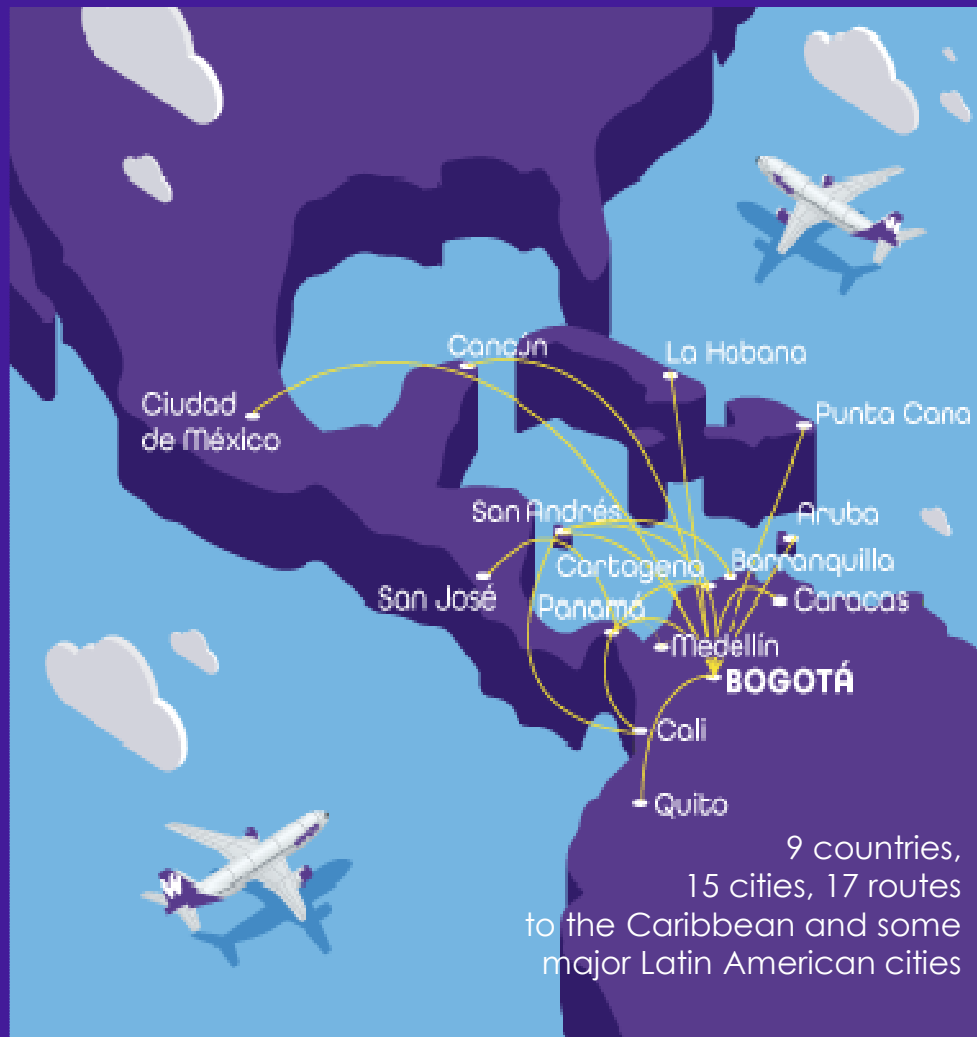 Cancún
La Habana
Ciudad
de México
Punta Cana
San Andrés
Aruba
Cartagena
Barranquilla
San José
Panamá
Caracas
Medellín
BOGOTÁ
Cali
Quito
9 countries,
15 cities, 17 routes
to the Caribbean and some
major Latin American cities